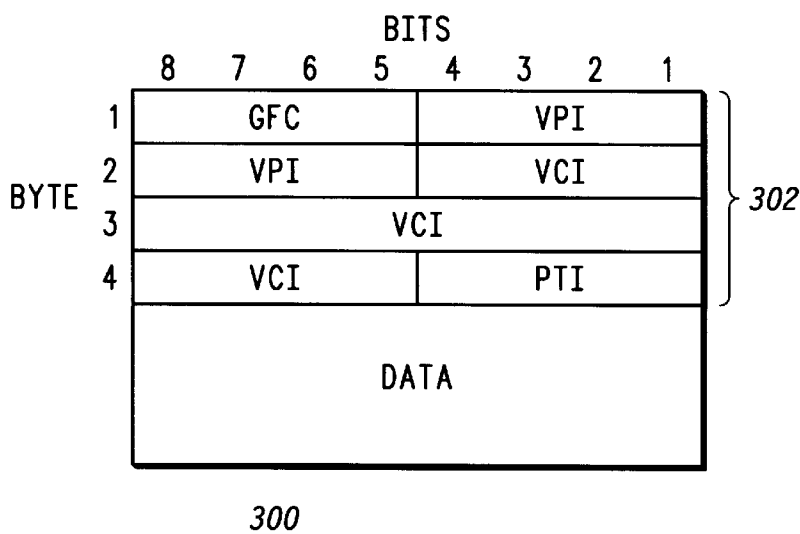 BITS
8 7 6 5 4 3 2 1
1 GFC VPI
2 VPI VCI
BYTE
302
3 VCI
4 VCI PTI
DATA
300